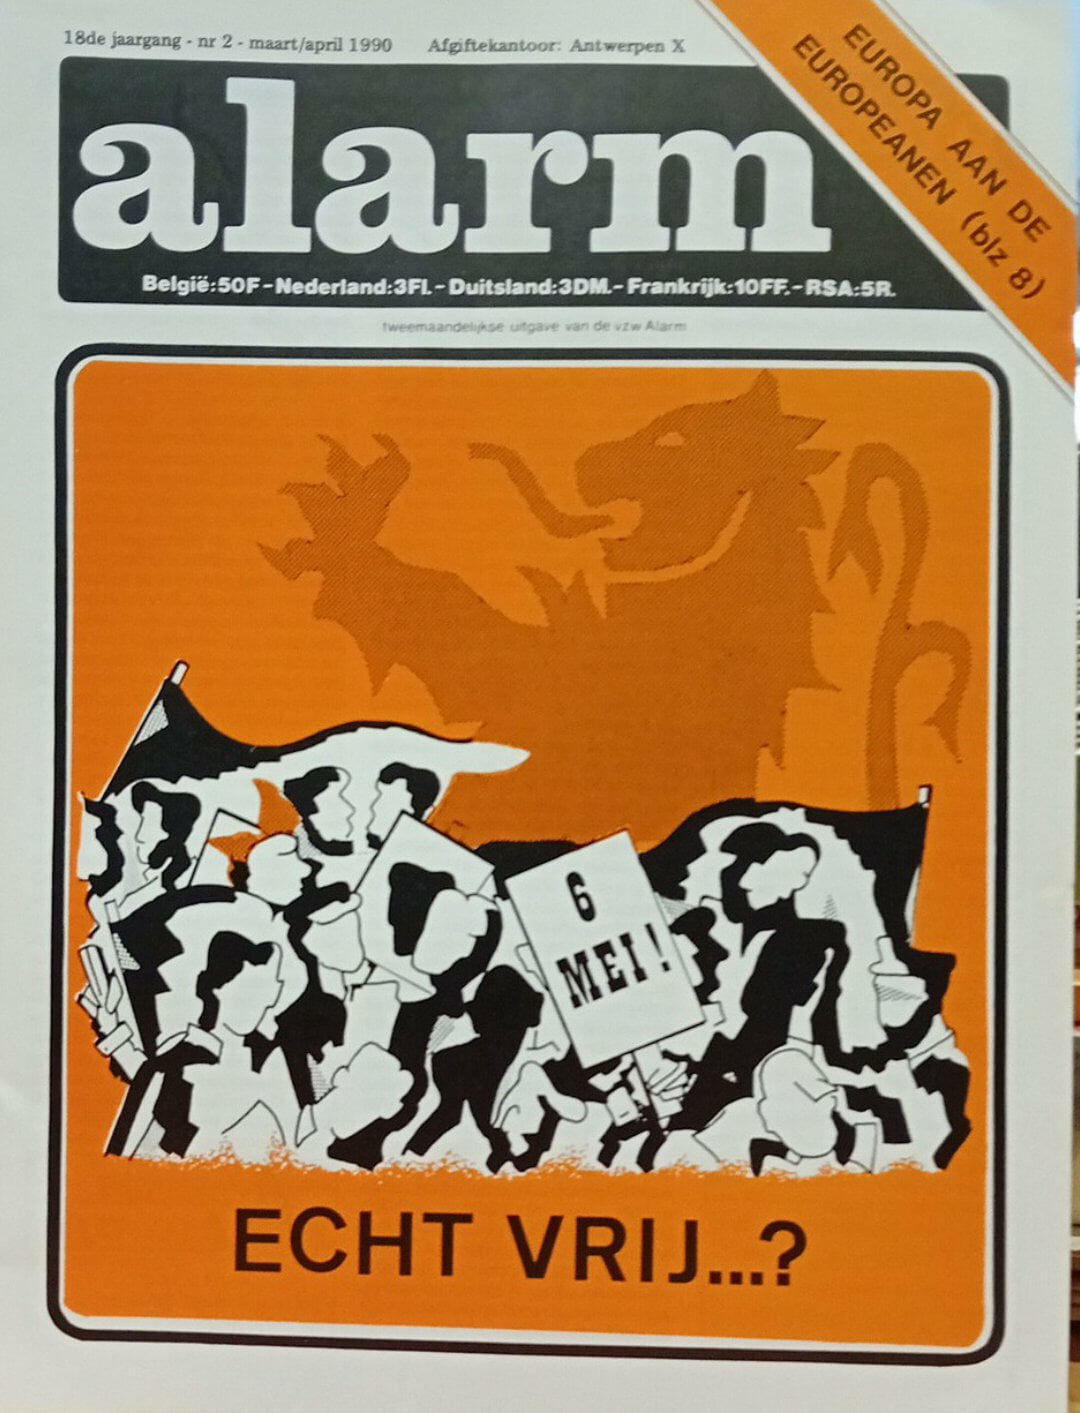 18de jaargang - nr 2 - maart/april 1990 Afgiftekantoor: Antwerpen X
EUROPA AAN DE
EUROPEANEN (blz 8)
alarm
België:50F-Nederland:3Fl.-Duitsland:3DM.-Frankrijk:10FF.-RSA:5R.
tweemaandelijkse uitgave van de vzw Alarm
6
MEI!
ECHT VRIJ...?